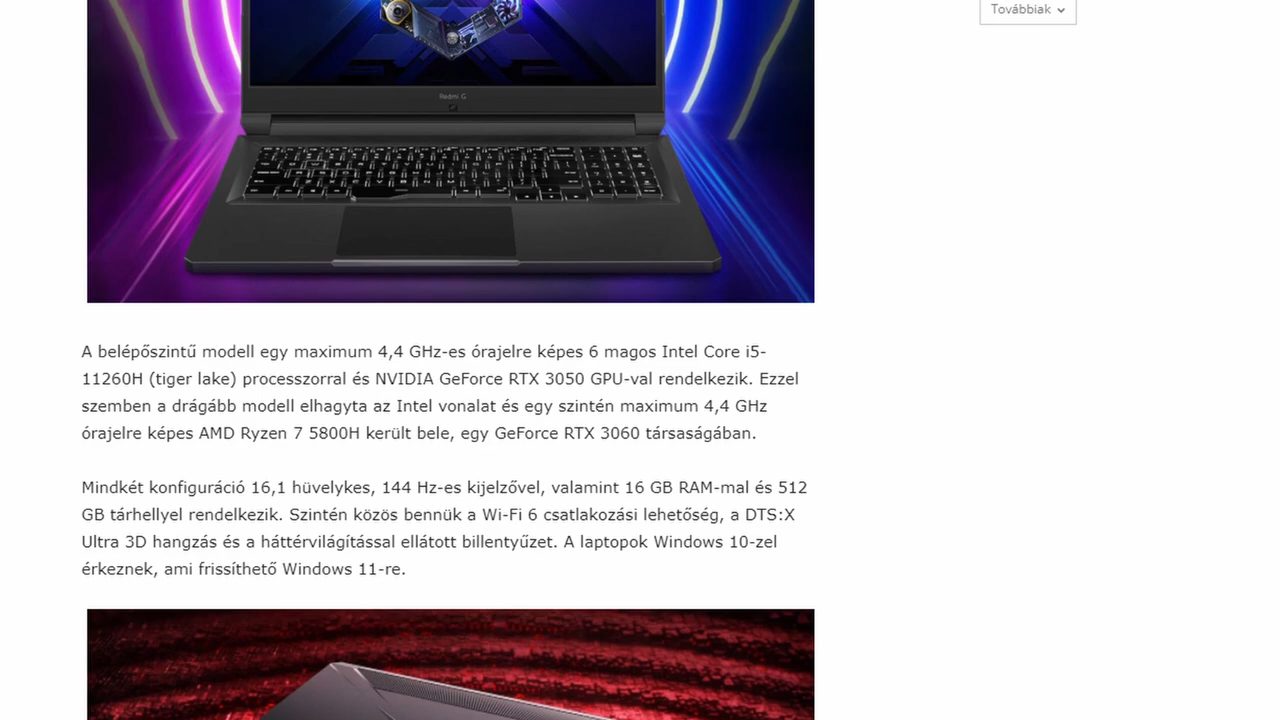 Továbbiak
Redmi G
A belépőszintű modell egy maximum 4,4 GHz-es órajelre képes 6 magos Intel Core i5-
11260H (tiger lake) processzorral és NVIDIA GeForce RTX 3050 GPU-val rendelkezik. Ezzel
szemben a drágább modell elhagyta az Intel vonalat és egy szintén maximum 4,4 GHz
órajelre képes AMD Ryzen 7 5800H került bele, egy GeForce RTX 3060 társaságában.
Mindkét konfiguráció 16,1 hüvelykes, 144 Hz-es kijelzővel, valamint 16 GB RAM-mal és 512
GB tárhellyel rendelkezik. Szintén közös bennük a Wi-Fi 6 csatlakozási lehetőség, a DTS:X
Ultra 3D hangzás és a háttérvilágítással ellátott billentyűzet. A laptopok Windows 10-zel
érkeznek, ami frissíthető Windows 11-re.